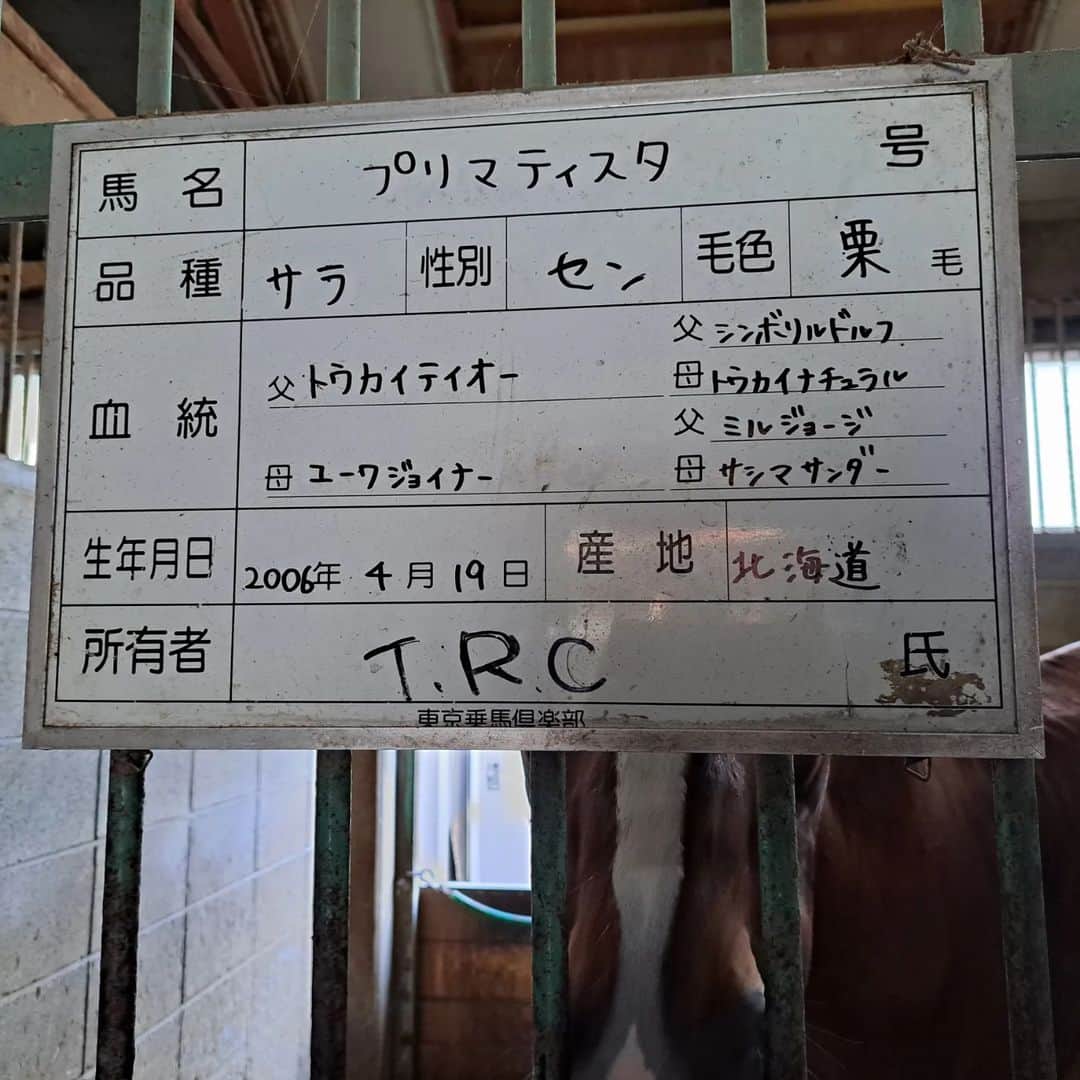 馬名 プリマティスタ 号
品種 サラ 性別 セン 毛色 栗 毛
血統
父 トウカイテイオー
父 シンボリルドルフ
母 トウカイナチュラル
母 ユーワジョイナー
父 ミルジョージ
母 サシマサンダー
生年月日 2006年 4月19日 産地 北海道
所有者 T.R.C 氏
東京乗馬倶楽部